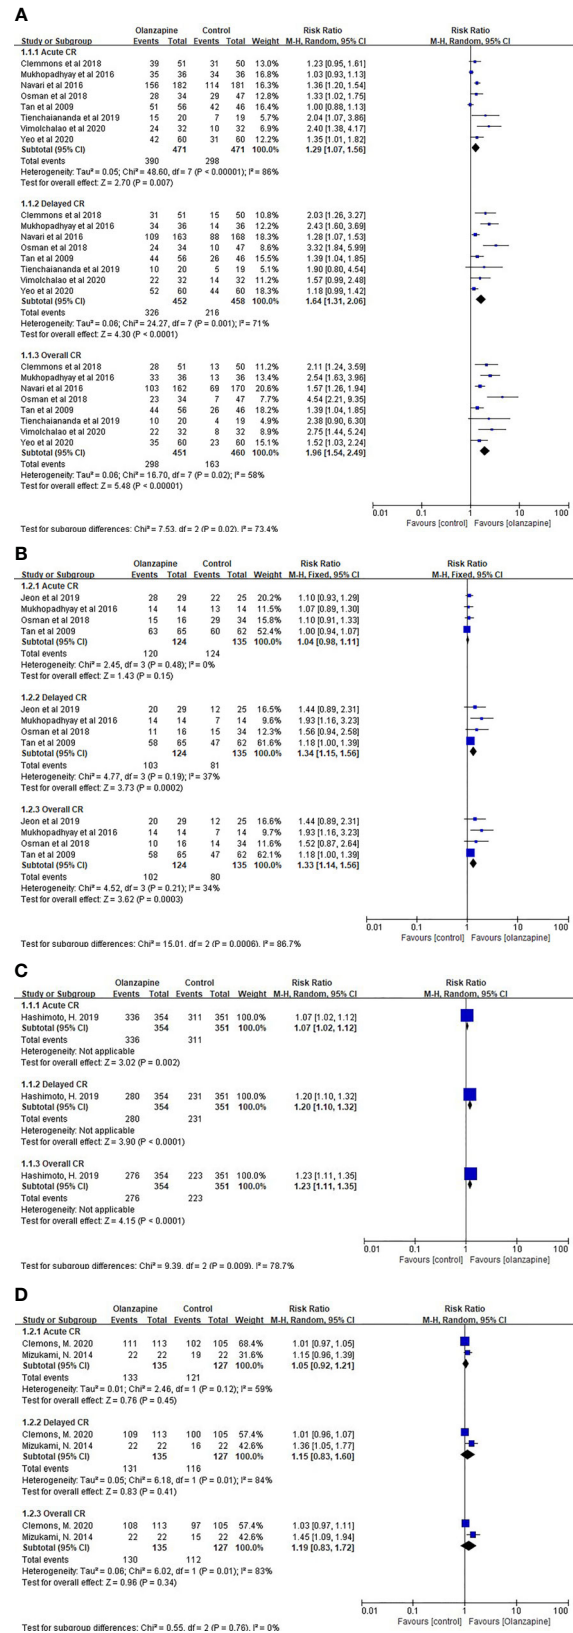 A
Olanzapine Control Risk Ratio Risk Ratio
Study or Subgroup Events Total Events Total Weight M-H, Random, 95% CI M-H, Random, 95% CI
1.1.1 Acute CR
Clemmons et al 2018 39 51 31 50 13.0% 1.23 [0.95, 1.61]
Mukhopadhyay et al 2016 35 36 34 36 16.8% 1.03 [0.93, 1.13]
Navari et al 2016 156 182 114 181 16.1% 1.36 [1.20, 1.54]
Osman et al 2018 28 34 29 47 13.2% 1.33 [1.02, 1.75]
Tan et al 2009 51 56 42 46 16.3% 1.00 [0.88, 1.13]
Tienchaiananda et al 2019 15 20 7 19 5.2% 2.04 [1.07, 3.86]
Vimolchalao et al 2020 24 32 10 32 6.5% 2.40 [1.38, 4.17]
Yeo et al 2020 42 60 31 60 12.7% 1.35 [1.01, 1.82]
Subtotal (95% CI) 471 471 100.0% 1.29 [1.07, 1.56]
Total events 390 298
Heterogeneity: Tau² = 0.05; Chi² = 48.60, df = 7 (P < 0.00001); I² = 86%
Test for overall effect: Z = 2.70 (P = 0.007)
1.1.2 Delayed CR
Clemmons et al 2018 31 51 15 50 10.8% 2.03 [1.26, 3.27]
Mukhopadhyay et al 2016 34 36 14 36 12.7% 2.43 [1.60, 3.69]
Navari et al 2016 109 163 88 168 20.5% 1.28 [1.07, 1.53]
Osman et al 2018 24 34 10 47 8.6% 3.32 [1.84, 5.99]
Tan et al 2009 44 56 26 46 16.9% 1.39 [1.04, 1.85]
Tienchaiananda et al 2019 10 20 5 19 4.6% 1.90 [0.80, 4.54]
Vimolchalao et al 2020 22 32 14 32 11.4% 1.57 [0.99, 2.48]
Yeo et al 2020 52 60 44 60 14.4% 1.18 [0.99, 1.42]
Subtotal (95% CI) 452 458 100.0% 1.64 [1.31, 2.06]
Total events 326 216
Heterogeneity: Tau² = 0.06; Chi² = 24.27, df = 7 (P = 0.001); I² = 71%
Test for overall effect: Z = 4.30 (P < 0.0001)
1.1.3 Overall CR
Clemmons et al 2018 28 51 13 50 11.2% 2.11 [1.24, 3.59]
Mukhopadhyay et al 2016 33 36 13 36 13.4% 2.54 [1.63, 3.96]
Navari et al 2016 103 162 69 170 20.6% 1.57 [1.26, 1.94]
Osman et al 2018 23 34 7 47 8.2% 4.54 [2.21, 9.35]
Tan et al 2009 44 56 26 46 18.1% 1.39 [1.04, 1.85]
Tienchaiananda et al 2019 10 20 4 19 5.1% 2.38 [0.90, 6.30]
Vimolchalao et al 2020 22 32 8 32 9.0% 2.75 [1.44, 5.24]
Yeo et al 2020 35 60 23 60 15.1% 1.52 [1.03, 2.24]
Subtotal (95% CI) 451 460 100.0% 1.96 [1.54, 2.49]
Total events 298 163
Heterogeneity: Tau² = 0.06; Chi² = 16.70, df = 7 (P = 0.02); I² = 58%
Test for overall effect: Z = 5.48 (P < 0.00001)
0.01 0.1 1 10 100
Favours [control] Favours [olanzapine]
Test for subgroup differences: Chi² = 7.53, df = 2 (P = 0.02), I² = 73.4%
B
Olanzapine Control Risk Ratio Risk Ratio
Study or Subgroup Events Total Events Total Weight M-H, Fixed, 95% CI M-H, Fixed, 95% CI
1.2.1 Acute CR
Jeon et al 2019 28 29 22 25 20.2% 1.10 [0.93, 1.29]
Mukhopadhyay et al 2016 14 14 13 14 11.5% 1.07 [0.89, 1.30]
Osman et al 2018 15 16 29 34 15.9% 1.10 [0.91, 1.33]
Tan et al 2009 63 65 60 62 52.4% 1.00 [0.94, 1.07]
Subtotal (95% CI) 124 135 100.0% 1.04 [0.98, 1.11]
Total events 120 124
Heterogeneity: Chi² = 2.45, df = 3 (P = 0.48); I² = 0%
Test for overall effect: Z = 1.43 (P = 0.15)
1.2.2 Delayed CR
Jeon et al 2019 20 29 12 25 16.5% 1.44 [0.89, 2.31]
Mukhopadhyay et al 2016 14 14 7 14 9.6% 1.93 [1.16, 3.23]
Osman et al 2018 11 16 15 34 12.3% 1.56 [0.94, 2.58]
Tan et al 2009 58 65 47 62 61.6% 1.18 [1.00, 1.39]
Subtotal (95% CI) 124 135 100.0% 1.34 [1.15, 1.56]
Total events 103 81
Heterogeneity: Chi² = 4.77, df = 3 (P = 0.19); I² = 37%
Test for overall effect: Z = 3.73 (P = 0.0002)
1.2.3 Overall CR
Jeon et al 2019 20 29 12 25 16.6% 1.44 [0.89, 2.31]
Mukhopadhyay et al 2016 14 14 7 14 9.7% 1.93 [1.16, 3.23]
Osman et al 2018 10 16 14 34 11.6% 1.52 [0.87, 2.64]
Tan et al 2009 58 65 47 62 62.1% 1.18 [1.00, 1.39]
Subtotal (95% CI) 124 135 100.0% 1.33 [1.14, 1.56]
Total events 102 80
Heterogeneity: Chi² = 4.52, df = 3 (P = 0.21); I² = 34%
Test for overall effect: Z = 3.62 (P = 0.0003)
0.01 0.1 1 10 100
Favours [control] Favours [olanzapine]
Test for subgroup differences: Chi² = 15.01, df = 2 (P = 0.0006), I² = 86.7%
C
Olanzapine Control Risk Ratio Risk Ratio
Study or Subgroup Events Total Events Total Weight M-H, Random, 95% CI M-H, Random, 95% CI
1.1.1 Acute CR
Hashimoto, H. 2019 336 354 311 351 100.0% 1.07 [1.02, 1.12]
Subtotal (95% CI) 354 351 100.0% 1.07 [1.02, 1.12]
Total events 336 311
Heterogeneity: Not applicable
Test for overall effect: Z = 3.02 (P = 0.002)
1.1.2 Delayed CR
Hashimoto, H. 2019 280 354 231 351 100.0% 1.20 [1.10, 1.32]
Subtotal (95% CI) 354 351 100.0% 1.20 [1.10, 1.32]
Total events 280 231
Heterogeneity: Not applicable
Test for overall effect: Z = 3.90 (P < 0.0001)
1.1.3 Overall CR
Hashimoto, H. 2019 276 354 223 351 100.0% 1.23 [1.11, 1.35]
Subtotal (95% CI) 354 351 100.0% 1.23 [1.11, 1.35]
Total events 276 223
Heterogeneity: Not applicable
Test for overall effect: Z = 4.15 (P < 0.0001)
0.01 0.1 1 10 100
Favours [control] Favours [olanzapine]
Test for subgroup differences: Chi² = 9.39, df = 2 (P = 0.009), I² = 78.7%
D
Olanzapine Control Risk Ratio Risk Ratio
Study or Subgroup Events Total Events Total Weight M-H, Random, 95% CI M-H, Random, 95% CI
1.2.1 Acute CR
Clemons, M. 2020 111 113 102 105 68.4% 1.01 [0.97, 1.05]
Mizukami, N. 2014 22 22 19 22 31.6% 1.15 [0.96, 1.39]
Subtotal (95% CI) 135 127 100.0% 1.05 [0.92, 1.21]
Total events 133 121
Heterogeneity: Tau² = 0.01; Chi² = 2.46, df = 1 (P = 0.12); I² = 59%
Test for overall effect: Z = 0.76 (P = 0.45)
1.2.2 Delayed CR
Clemons, M. 2020 109 113 100 105 57.4% 1.01 [0.96, 1.07]
Mizukami, N. 2014 22 22 16 22 42.6% 1.36 [1.05, 1.77]
Subtotal (95% CI) 135 127 100.0% 1.15 [0.83, 1.60]
Total events 131 116
Heterogeneity: Tau² = 0.05; Chi² = 6.18, df = 1 (P = 0.01); I² = 84%
Test for overall effect: Z = 0.83 (P = 0.41)
1.2.3 Overall CR
Clemons, M. 2020 108 113 97 105 57.4% 1.03 [0.97, 1.11]
Mizukami, N. 2014 22 22 15 22 42.6% 1.45 [1.09, 1.94]
Subtotal (95% CI) 135 127 100.0% 1.19 [0.83, 1.72]
Total events 130 112
Heterogeneity: Tau² = 0.06; Chi² = 6.02, df = 1 (P = 0.01); I² = 83%
Test for overall effect: Z = 0.96 (P = 0.34)
0.01 0.1 1 10 100
Favours [control] Favours [Olanzapine]
Test for subgroup differences: Chi² = 0.55, df = 2 (P = 0.76), I² = 0%